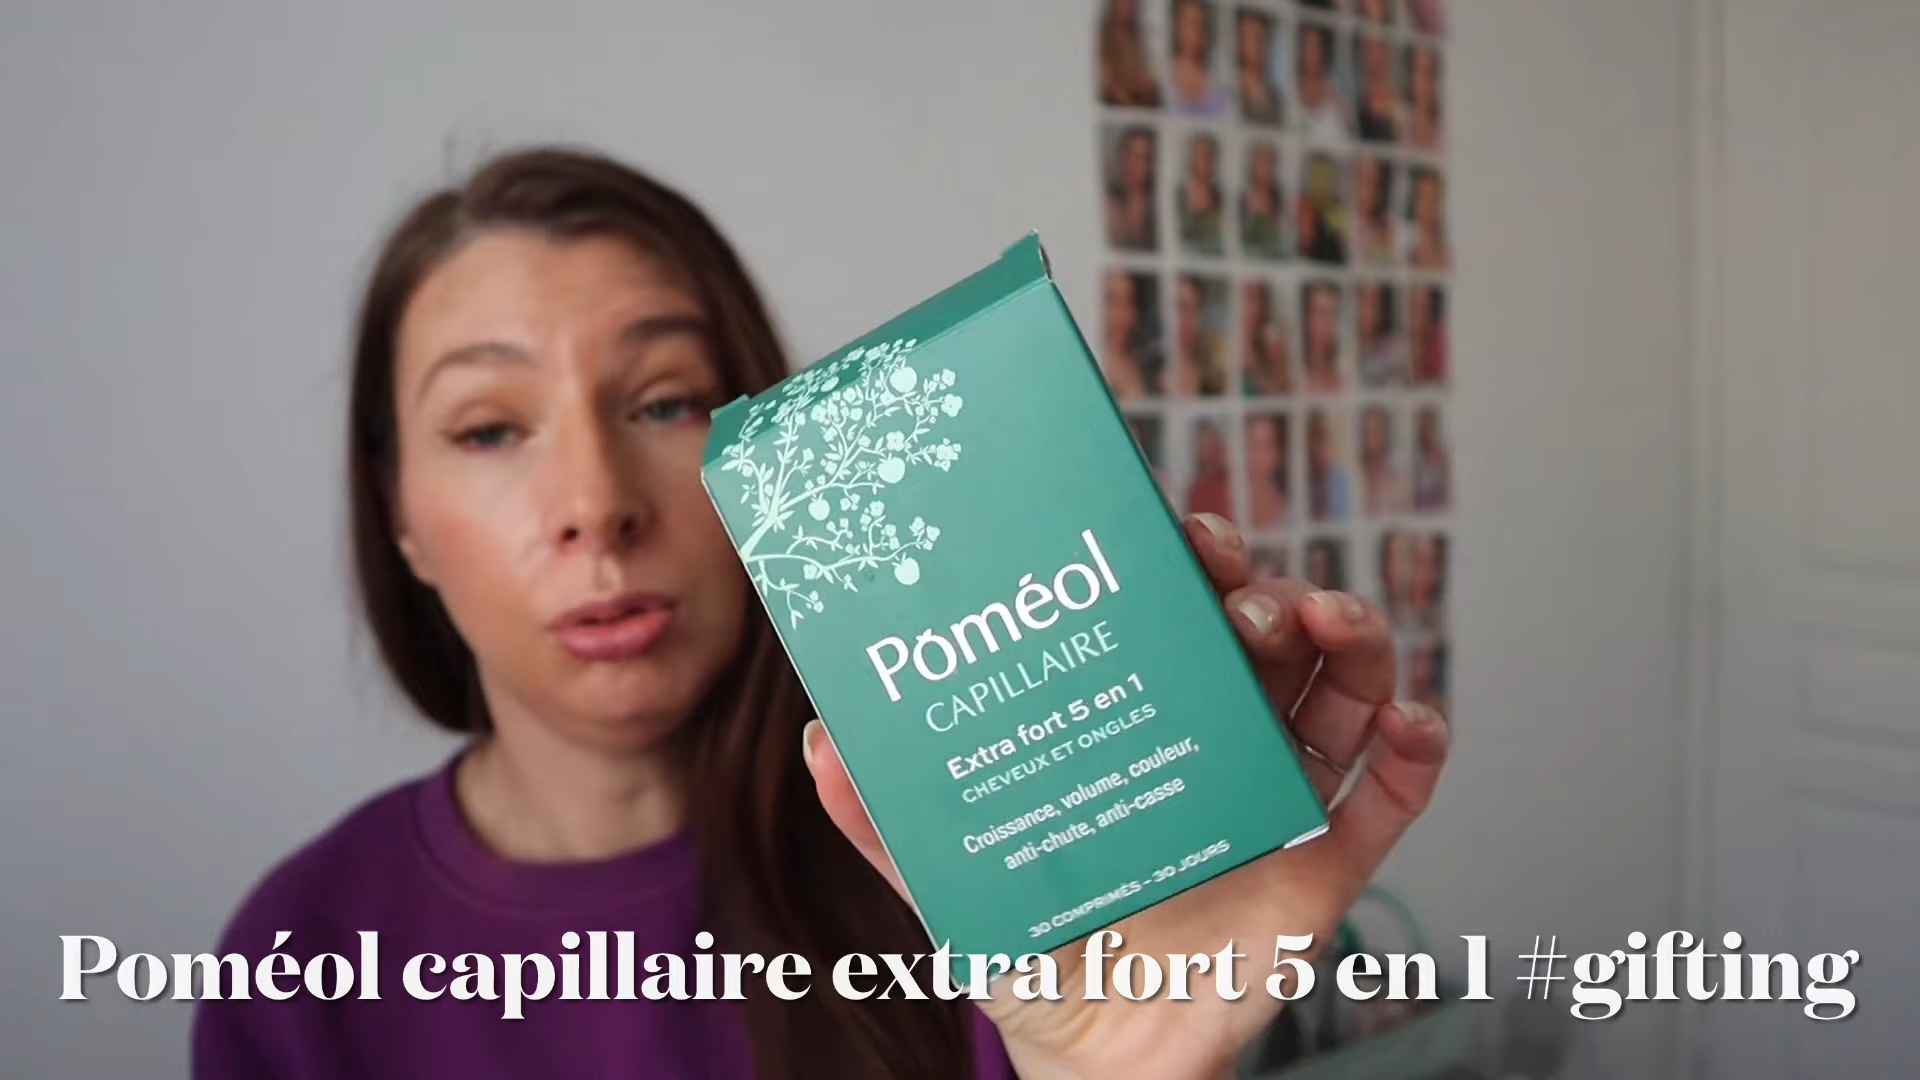 Poméol
CAPILLAIRE
Extra fort 5 en 1
CHEVEUX ET ONGLES
Croissance, volume, couleur,
anti-chute, anti-casse
30 COMPRIMÉS - 30 JOURS
Poméol capillaire extra fort 5 en 1 #gifting